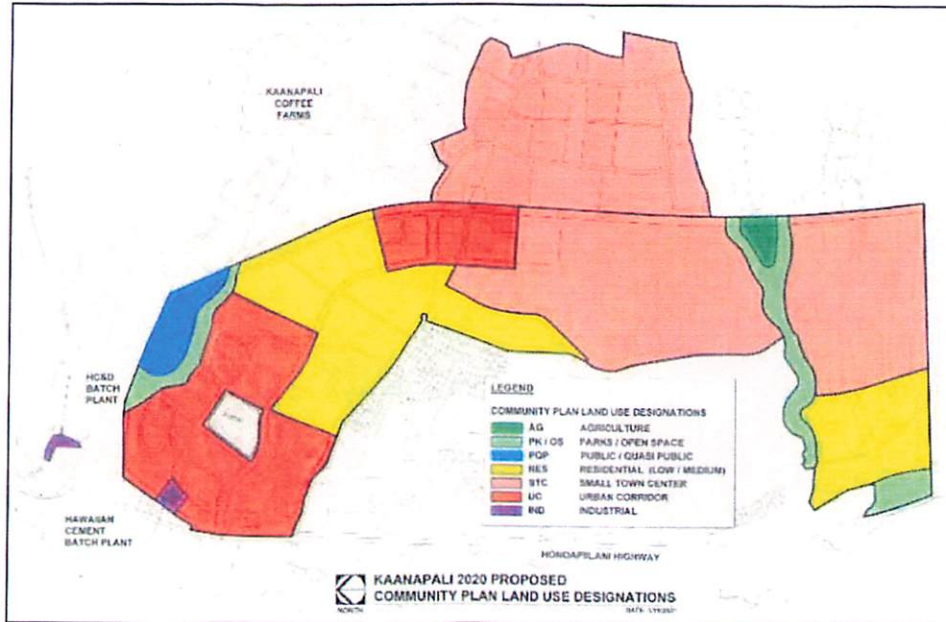 KAANAPALI
COFFEE
FARMS
HC&D
BATCH
PLANT
HAWAIIAN
CEMENT
BATCH PLANT
LEGEND
COMMUNITY PLAN LAND USE DESIGNATIONS
AG AGRICULTURE
PK / OS PARKS / OPEN SPACE
PQP PUBLIC / QUASI PUBLIC
RES RESIDENTIAL (LOW / MEDIUM)
STC SMALL TOWN CENTER
UC URBAN CORRIDOR
IND INDUSTRIAL
HONOAPIILANI HIGHWAY
KAANAPALI 2020 PROPOSED
COMMUNITY PLAN LAND USE DESIGNATIONS
NORTH
DATE: